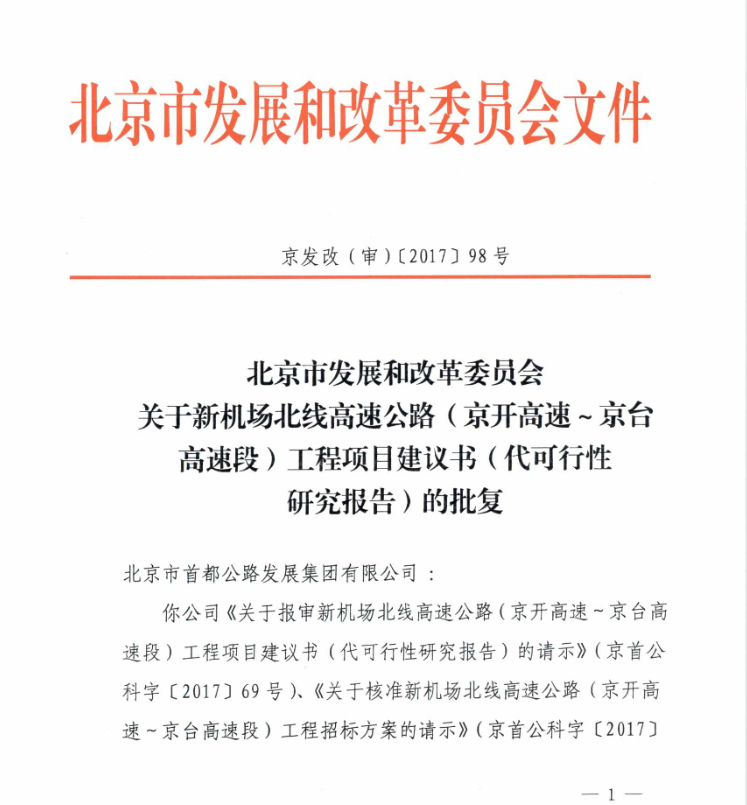 北京市发展和改革委员会文件
京发改（审）〔2017〕98号
北京市发展和改革委员会
关于新机场北线高速公路（京开高速～京台
高速段）工程项目建议书（代可行性
研究报告）的批复
北京市首都公路发展集团有限公司：
你公司《关于报审新机场北线高速公路（京开高速～京台高
速段）工程项目建议书（代可行性研究报告）的请示》（京首公
科字〔2017〕69号）、《关于核准新机场北线高速公路（京开高
速～京台高速段）工程招标方案的请示》（京首公科字〔2017〕
— 1 —